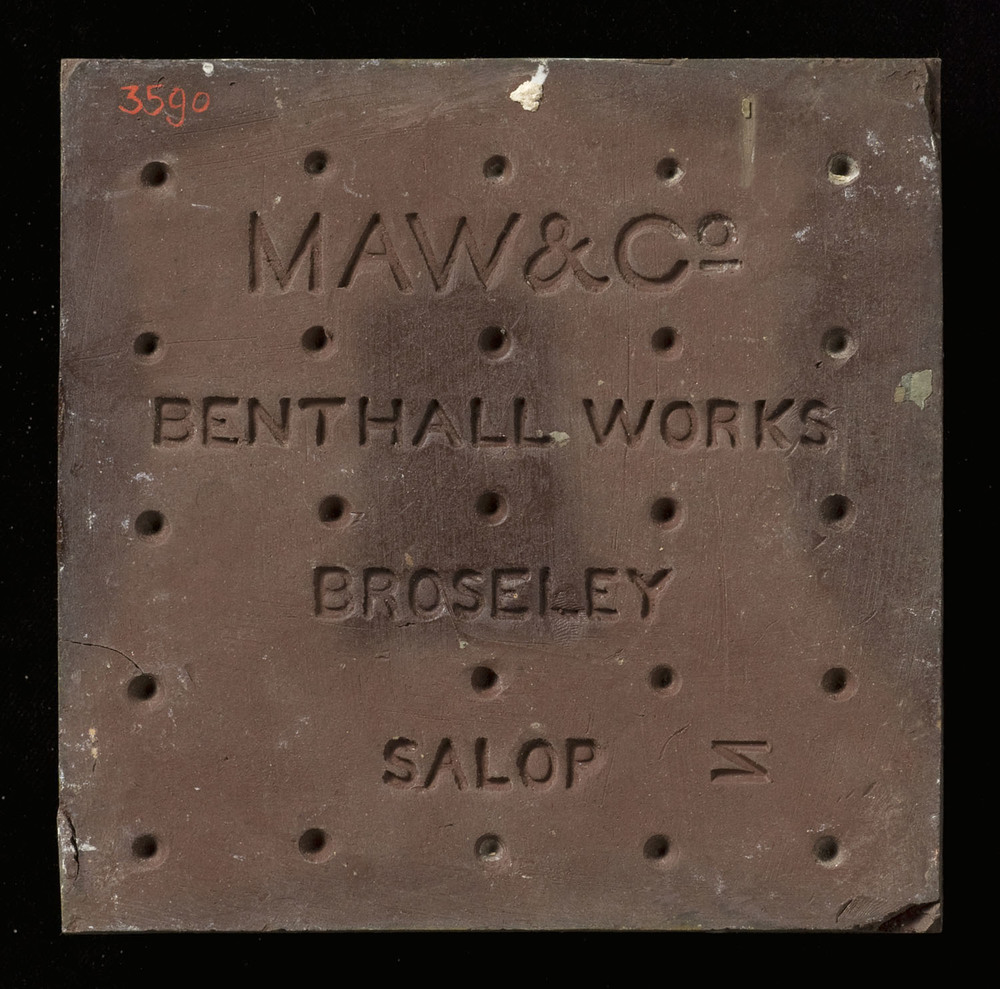 3590
MAW & Cº
BENTHALL WORKS
BROSELEY
SALOP